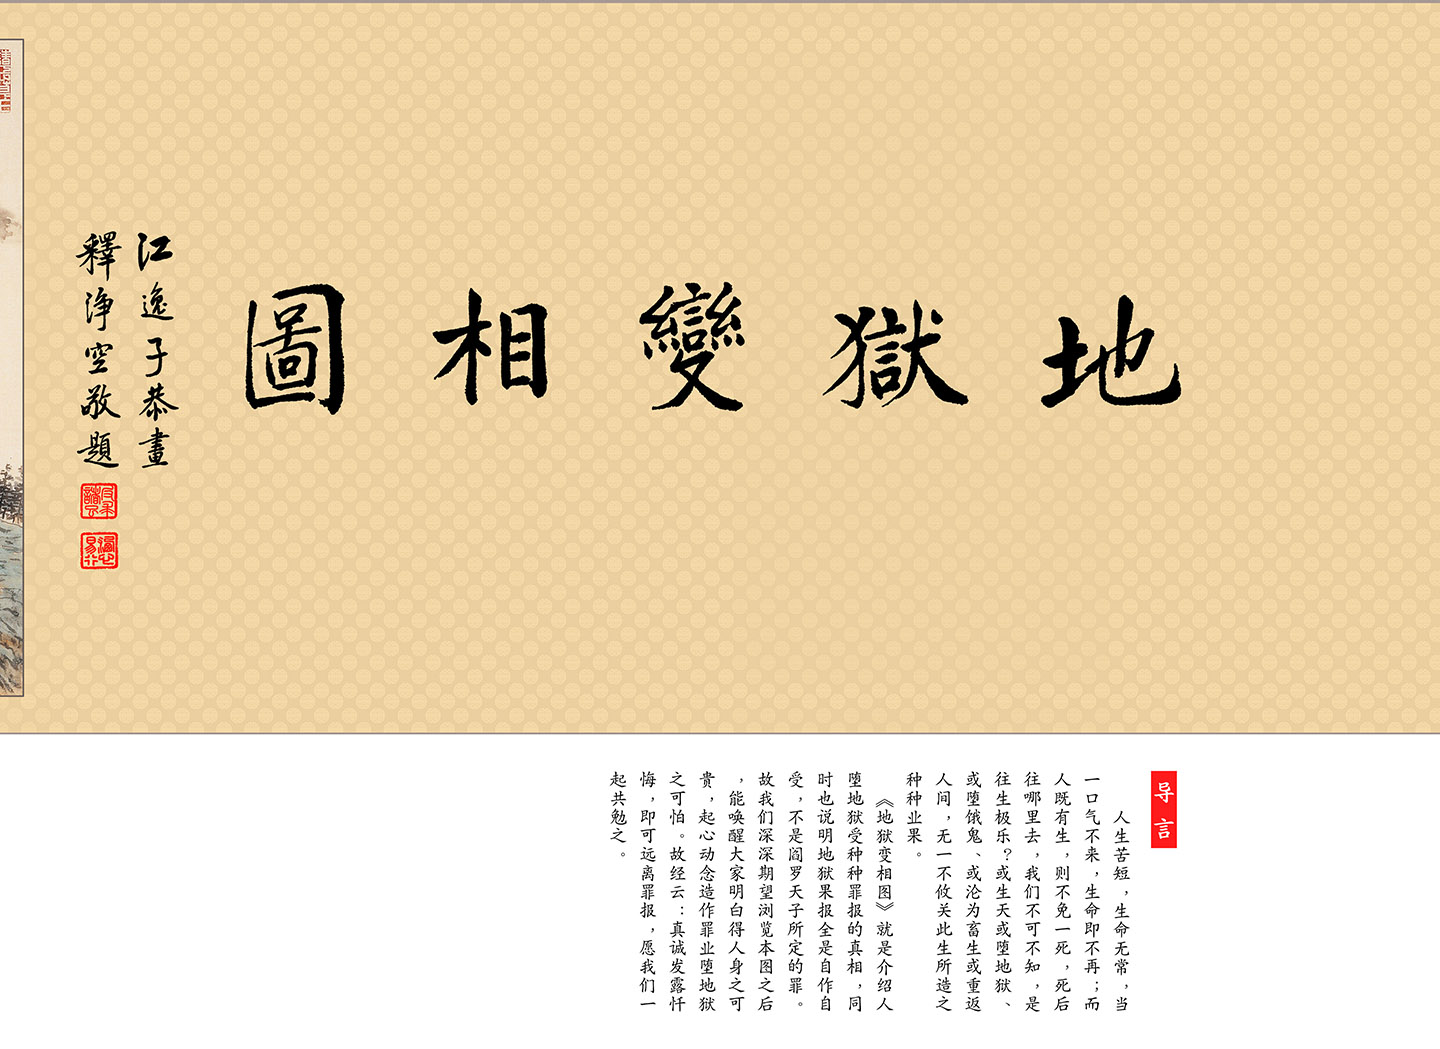 地獄變相圖
江逸子恭畫
釋淨空敬題
导言
人生苦短，生命无常，当
一口气不来，生命即不再；而
人既有生，则不免一死，死后
往哪里去，我们不可不知，是
往生极乐？或生天或堕地狱、
或堕饿鬼、或沦为畜生或重返
人间，无一不攸关此生所造之
种种业果。
《地狱变相图》就是介绍人
堕地狱受种种罪报的真相，同
时也说明地狱果报全是自作自
受，不是阎罗天子所定的罪。
故我们深深期望浏览本图之后
，能唤醒大家明白得人身之可
贵，起心动念造作罪业堕地狱
之可怕。故经云：真诚发露忏
悔，即可远离罪报，愿我们一
起共勉之。